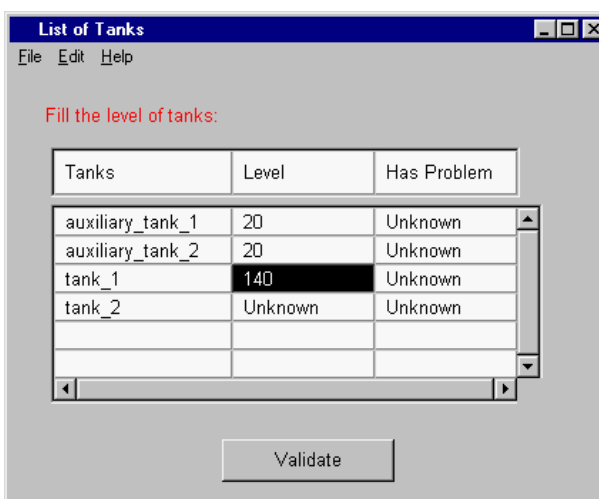 List of Tanks
File Edit Help
Fill the level of tanks:
Tanks Level Has Problem
auxiliary_tank_1 20 Unknown
auxiliary_tank_2 20 Unknown
tank_1 140 Unknown
tank_2 Unknown Unknown
Validate